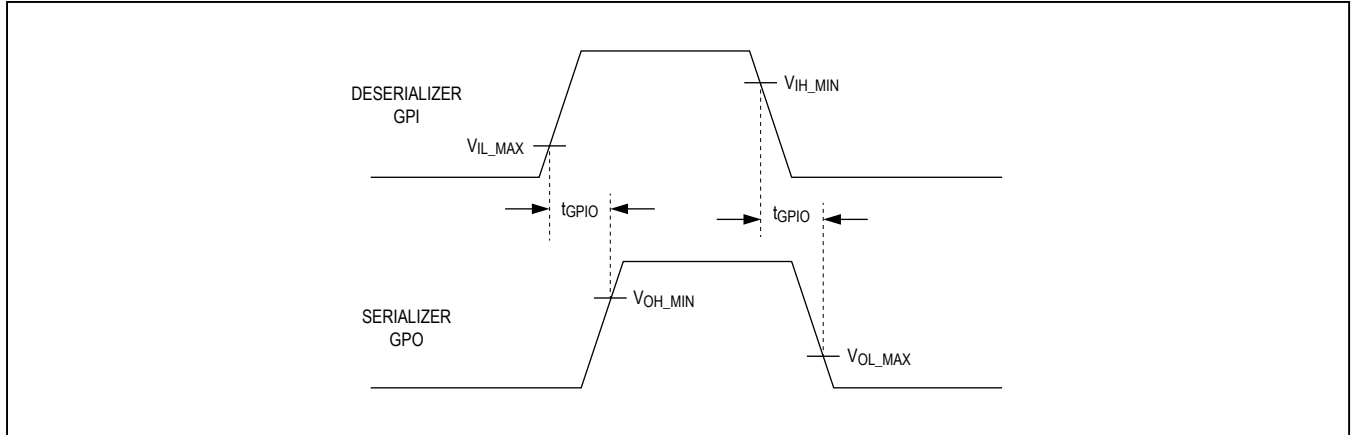 DESERIALIZER
GPI
VIH_MIN
VIL_MAX
tGPIO
tGPIO
SERIALIZER
GPO
VOH_MIN
VOL_MAX